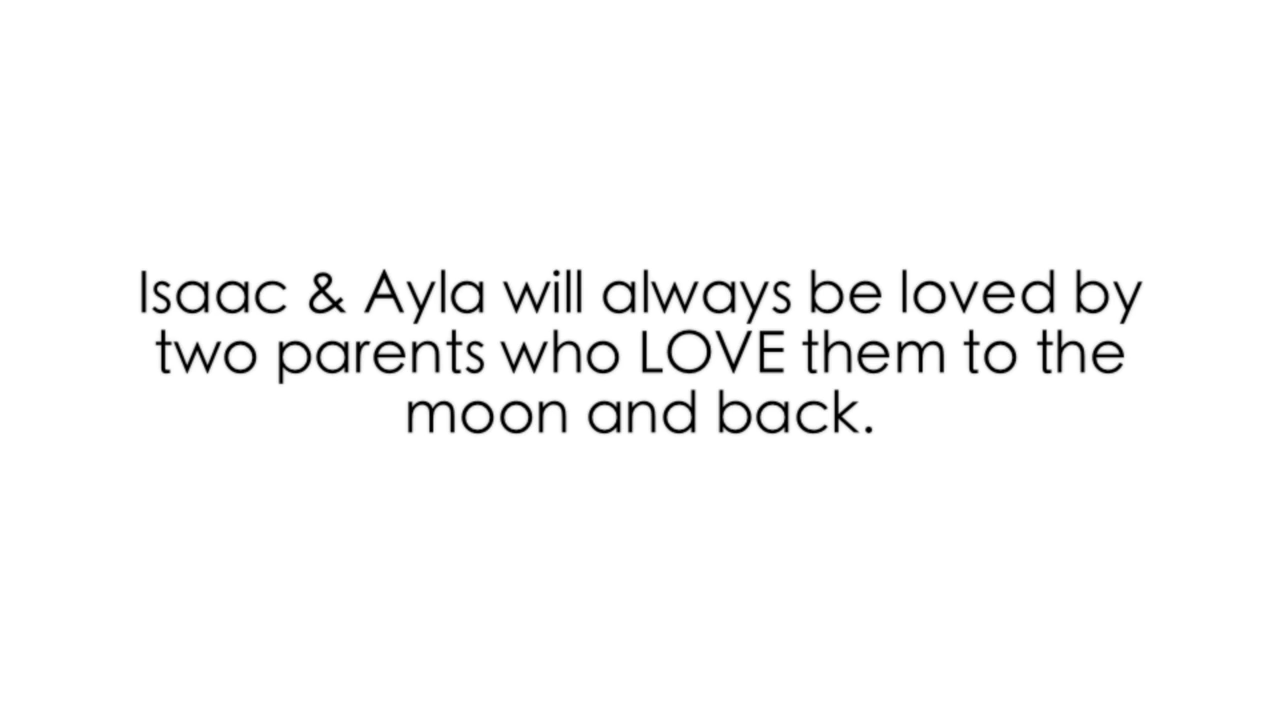 Isaac & Ayla will always be loved by
two parents who LOVE them to the
moon and back.